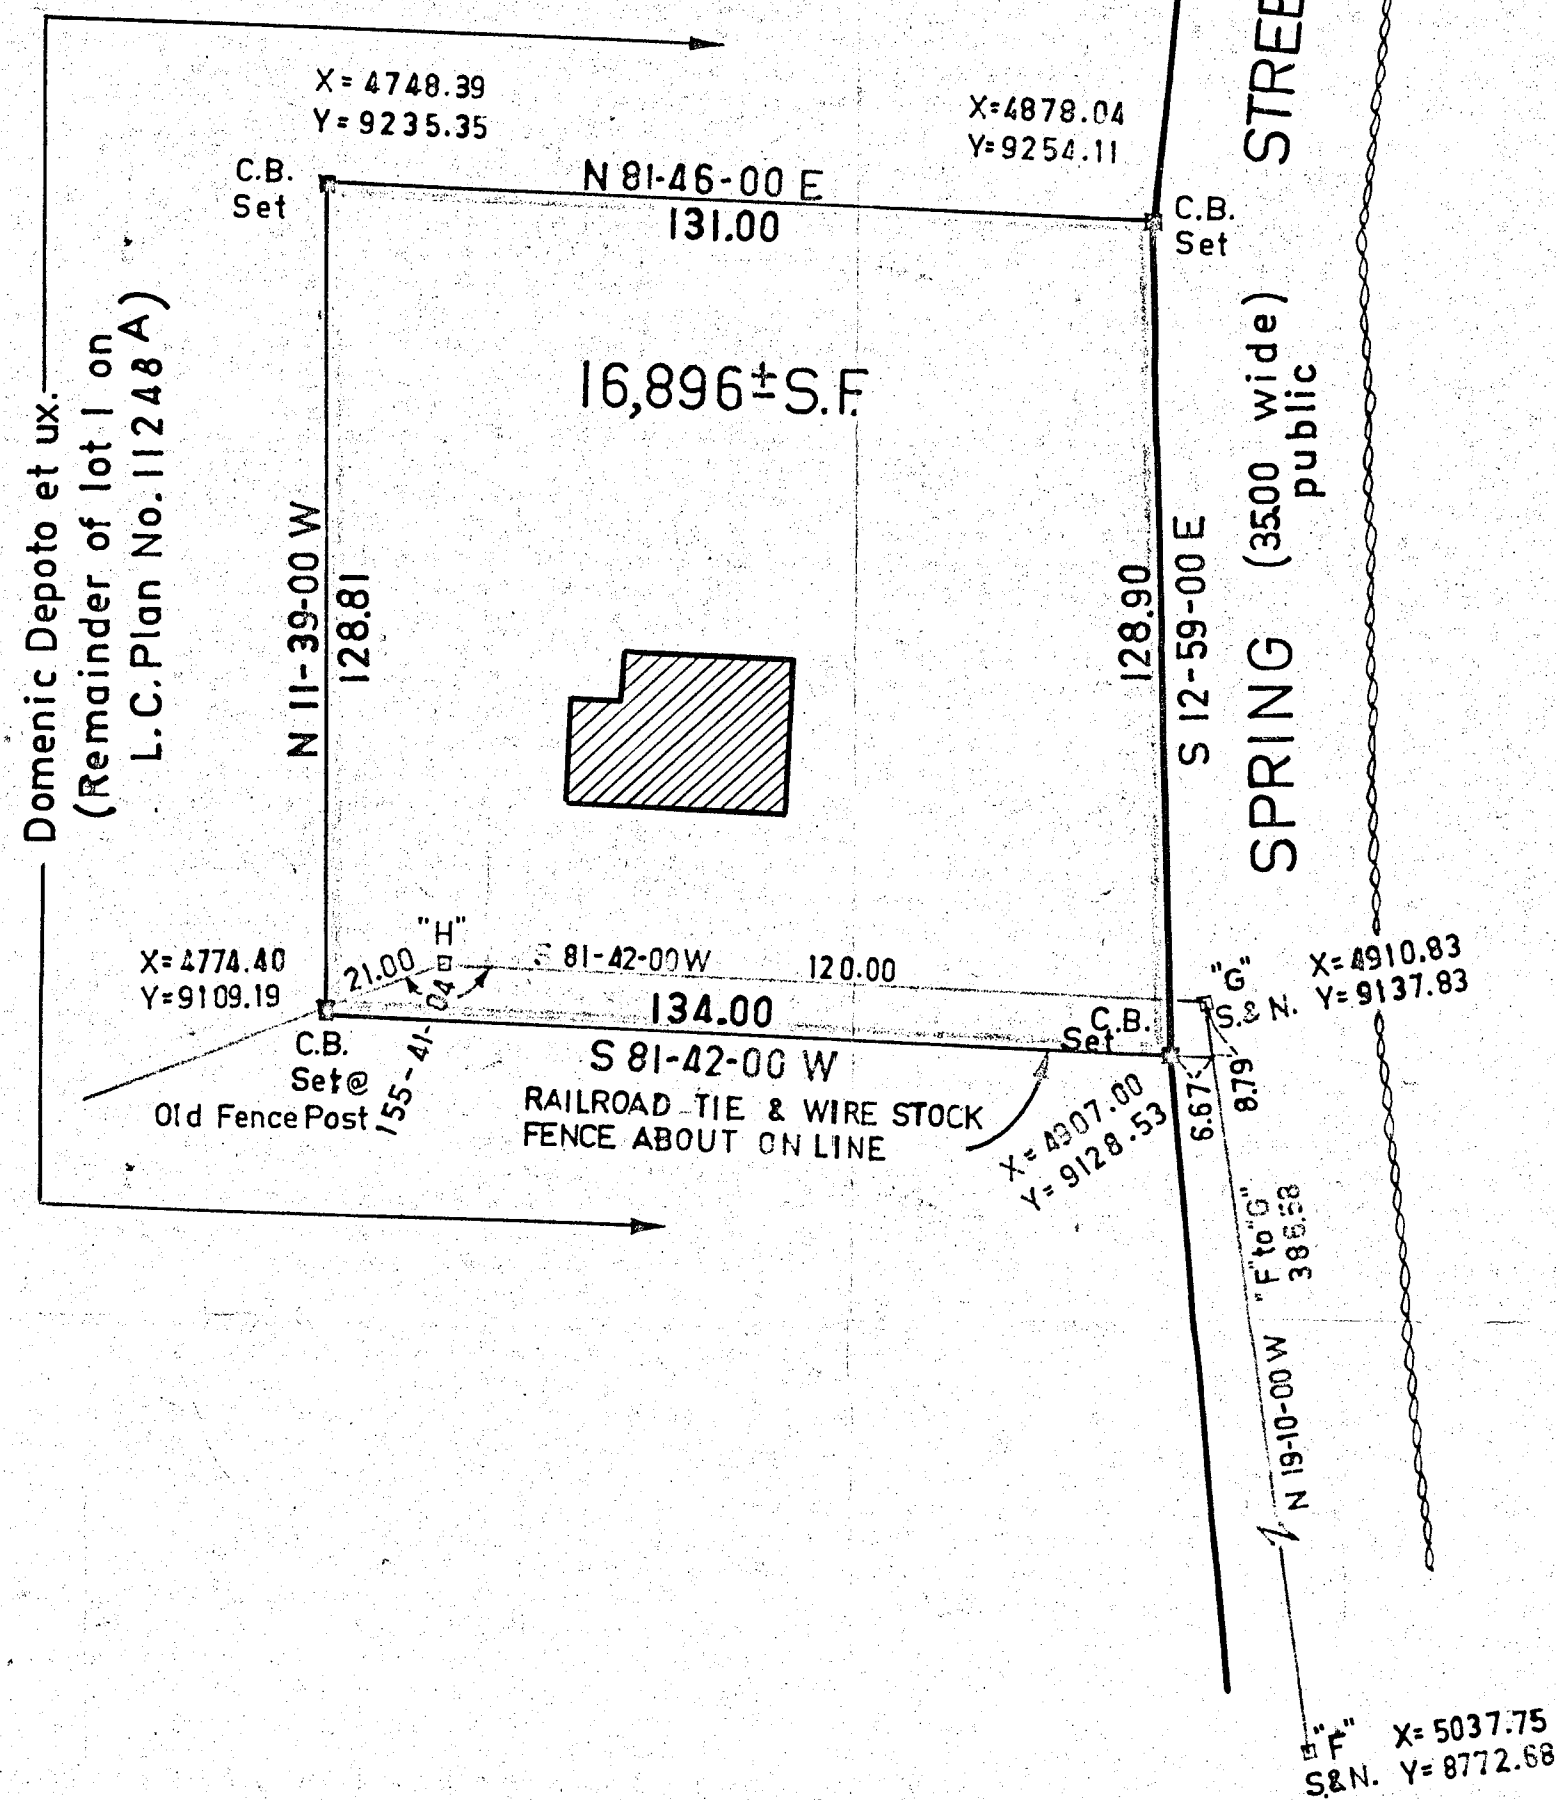 X= 4748.39
Y= 9235.35
X=4878.04
Y=9254.11
C.B.
Set
N 81-46-00 E
131.00
C.B.
Set
16,896± S.F.
Domenic Depoto et ux.
(Remainder of lot 1 on
L.C. Plan No. 11248 A)
N 11-39-00 W
128.81
128.90
S 12-59-00 E
SPRING STREE
(35.00 wide)
public
X= 4774.40
Y=9109.19
21.00
"H"
S 81-42-00 W
120.00
"G"
S.& N.
X=4910.83
Y=9137.83
134.00
C.B.
Set
C.B.
Set @
Old Fence Post
155-41-04
S 81-42-00 W
RAILROAD TIE & WIRE STOCK
FENCE ABOUT ON LINE
X= 4907.00
Y= 9128.53
6.67
8.79
"F" to "G"
386.58
N 19-10-00 W
"F"
S.& N.
X= 5037.75
Y= 8772.68